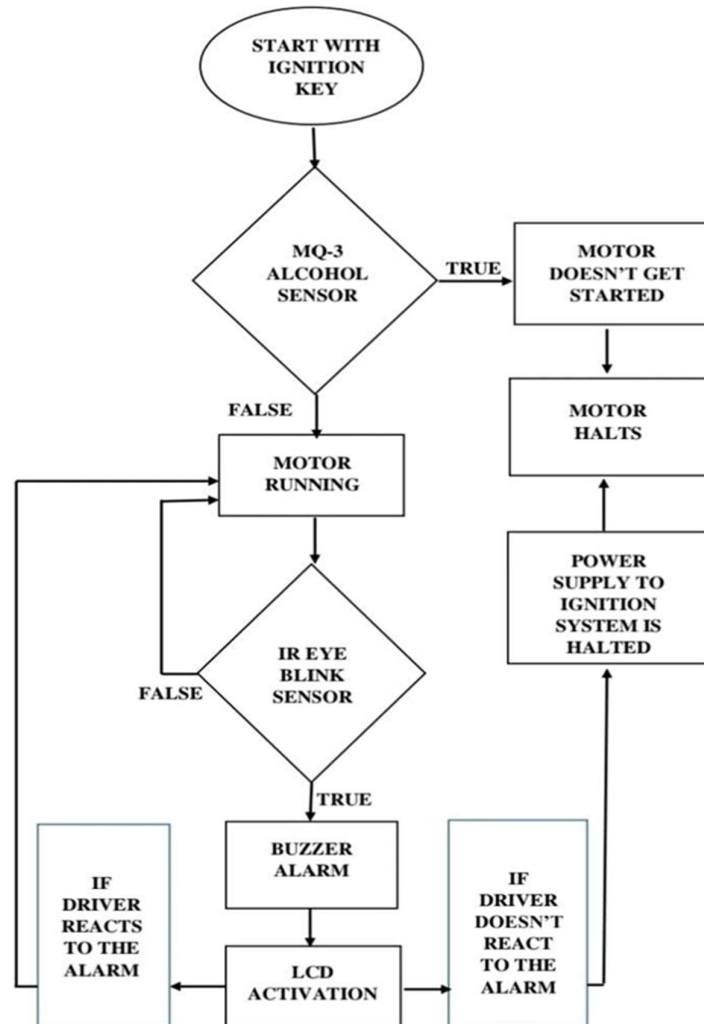 START WITH
IGNITION
KEY
MQ-3
ALCOHOL
SENSOR
TRUE
MOTOR
DOESN'T GET
STARTED
FALSE
MOTOR
HALTS
MOTOR
RUNNING
POWER
SUPPLY TO
IGNITION
SYSTEM IS
HALTED
IR EYE
BLINK
SENSOR
FALSE
TRUE
BUZZER
ALARM
IF
DRIVER
REACTS
TO THE
ALARM
LCD
ACTIVATION
IF
DRIVER
DOESN'T
REACT
TO THE
ALARM